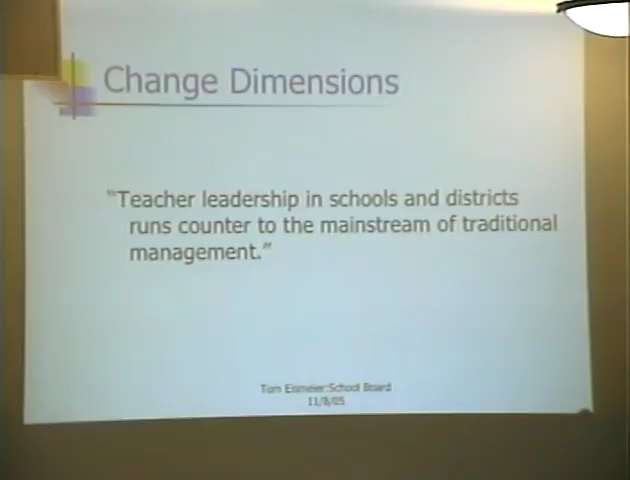 Change Dimensions
"Teacher leadership in schools and districts
runs counter to the mainstream of traditional
management."
Tom Eismeier:School Board
11/8/05